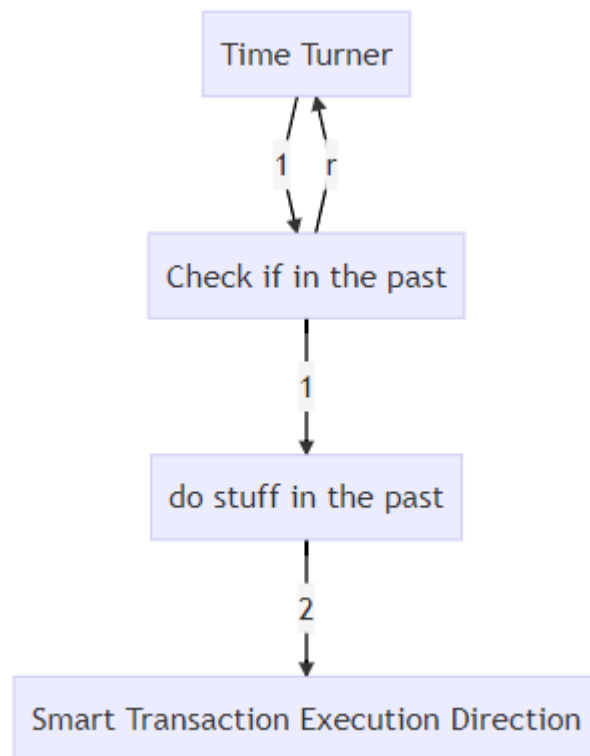 Time Turner
1 r
Check if in the past
1
do stuff in the past
2
Smart Transaction Execution Direction